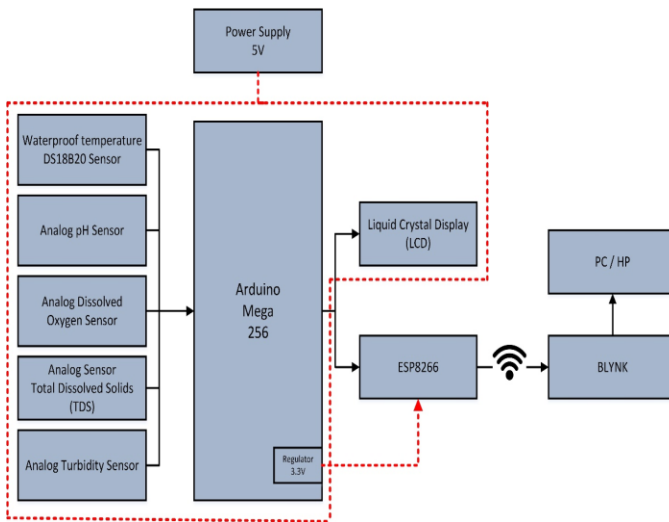 Power Supply
5V
Waterproof temperature
DS18B20 Sensor
Analog pH Sensor
Analog Dissolved
Oxygen Sensor
Analog Sensor
Total Dissolved Solids
(TDS)
Analog Turbidity Sensor
Arduino
Mega
256
Regulator
3.3V
Liquid Crystal Display
(LCD)
ESP8266
PC / HP
BLYNK